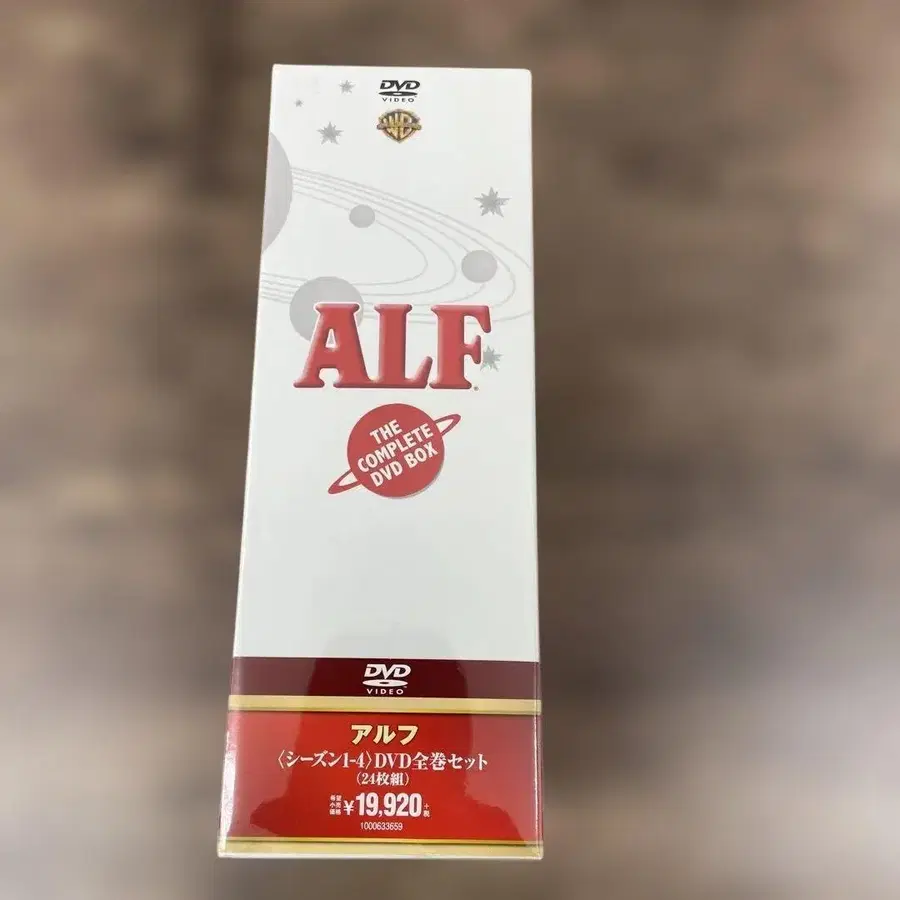 DVD
VIDEO
WB
ALF
THE
COMPLETE
DVD BOX
DVD
VIDEO
アルフ
〈シーズン1-4〉DVD全巻セット
(24枚組)
希望
小売
価格 ¥19,920+税
1000633659